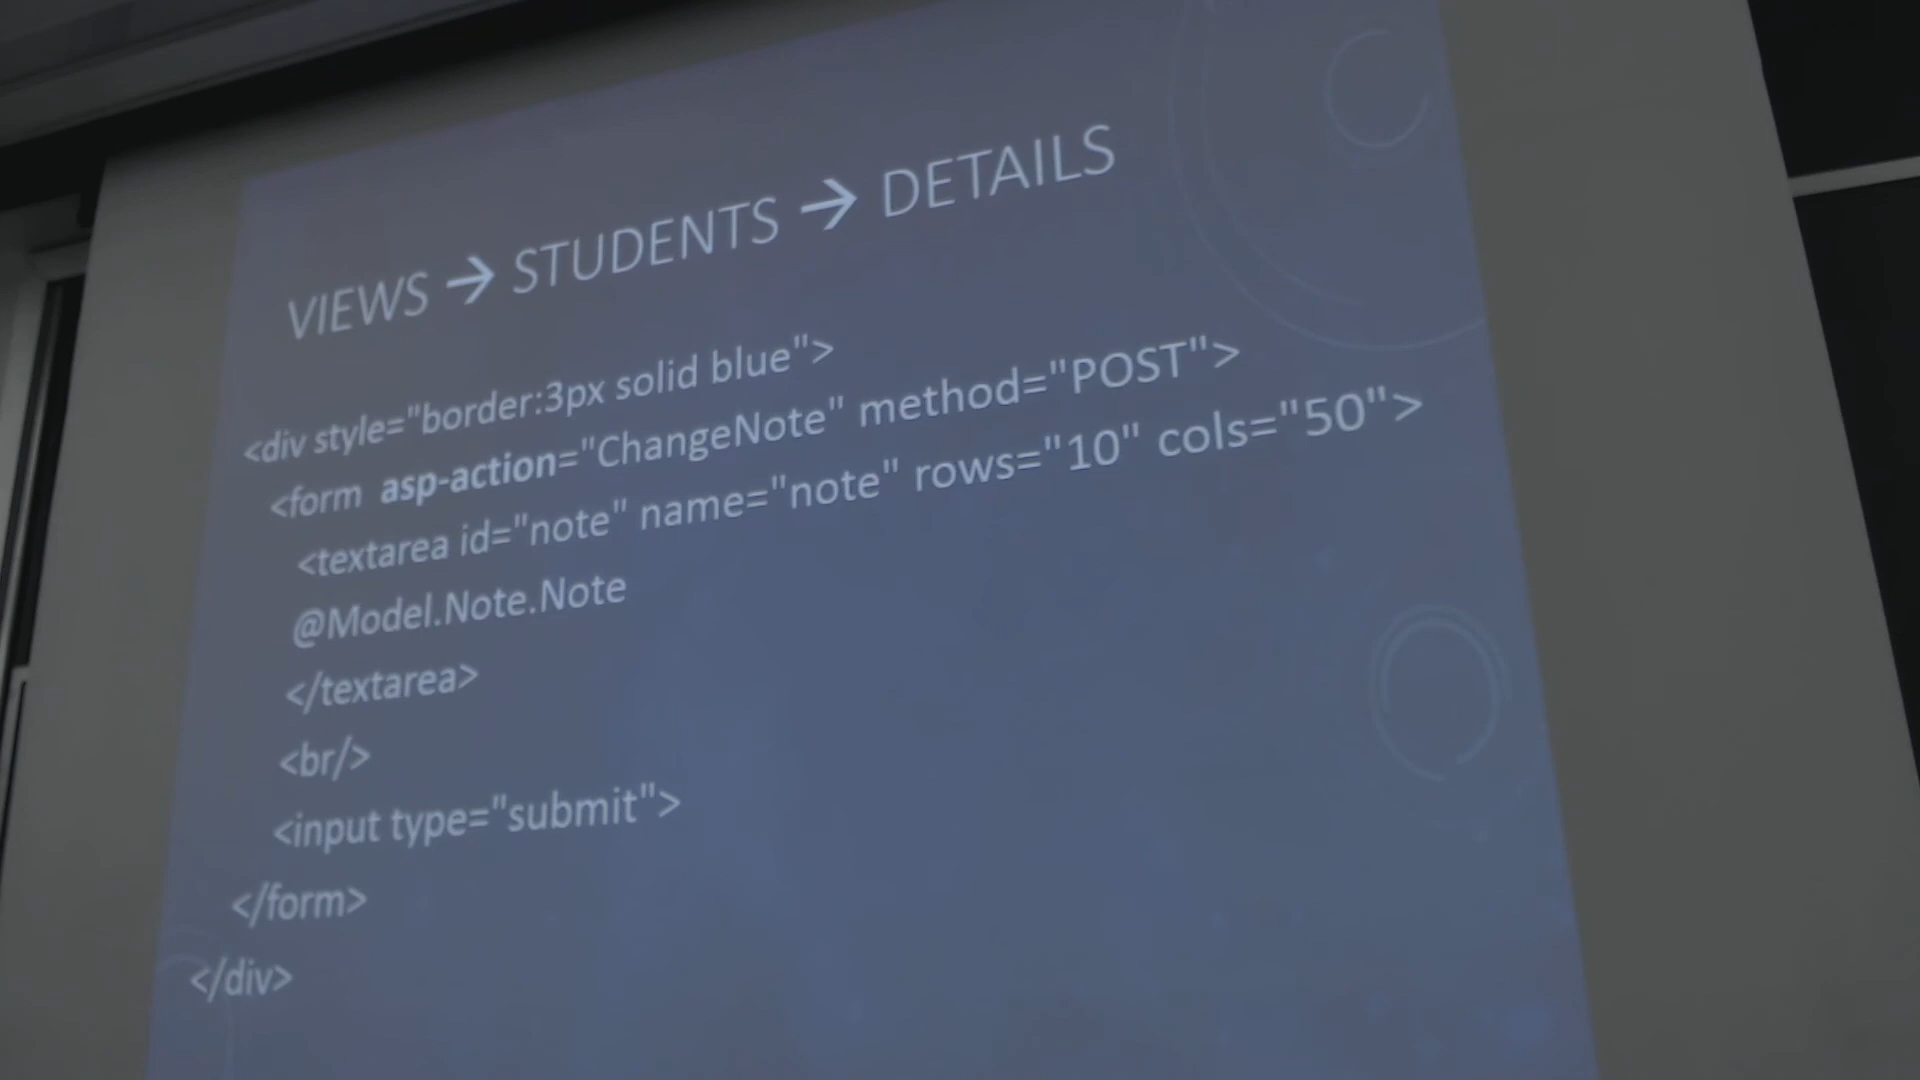 VIEWS → STUDENTS → DETAILS
<div style="border:3px solid blue">
<form asp-action="ChangeNote" method="POST">
<textarea id="note" name="note" rows="10" cols="50">
@Model.Note.Note
</textarea>
<br/>
<input type="submit">
</form>
</div>